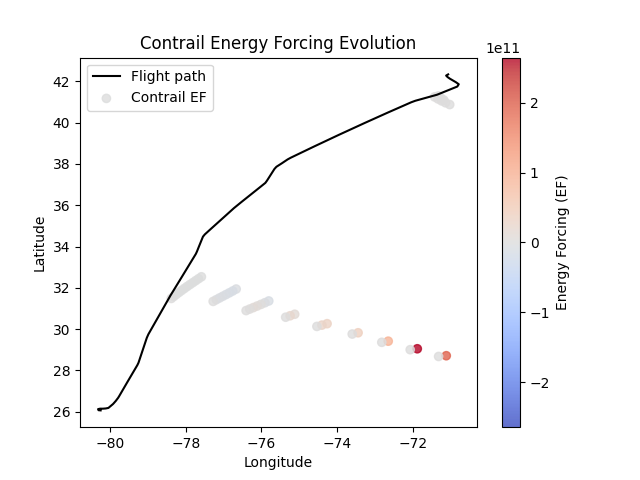 Contrail Energy Forcing Evolution
1e11
Flight path
Contrail EF
42
40
38
36
34
32
30
28
26
Latitude
−80
−78
−76
−74
−72
Longitude
2
1
0
−1
−2
Energy Forcing (EF)